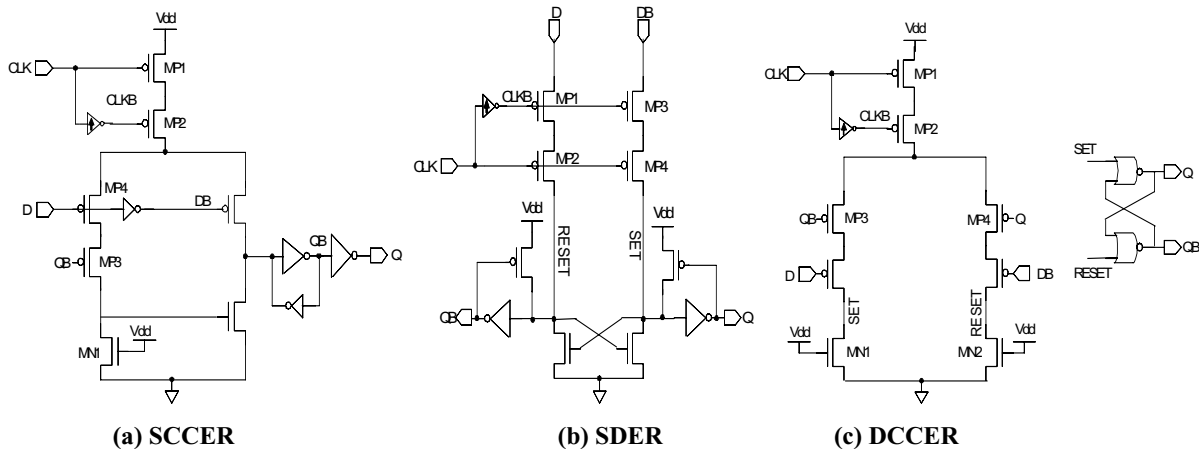 Vdd
CLK
MP1
CLKB
MP2
MP4
D
DB
QB
MP3
QB
Q
Vdd
MN1
(a) SCCER
D
DB
CLKB
MP1
MP3
CLK
MP2
MP4
Vdd
RESET
SET
Vdd
QB
Q
(b) SDER
Vdd
CLK
MP1
CLKB
MP2
QB
MP3
MP4
Q
D
DB
SET
RESET
Vdd
MN1
MN2
Vdd
(c) DCCER
SET
Q
QB
RESET